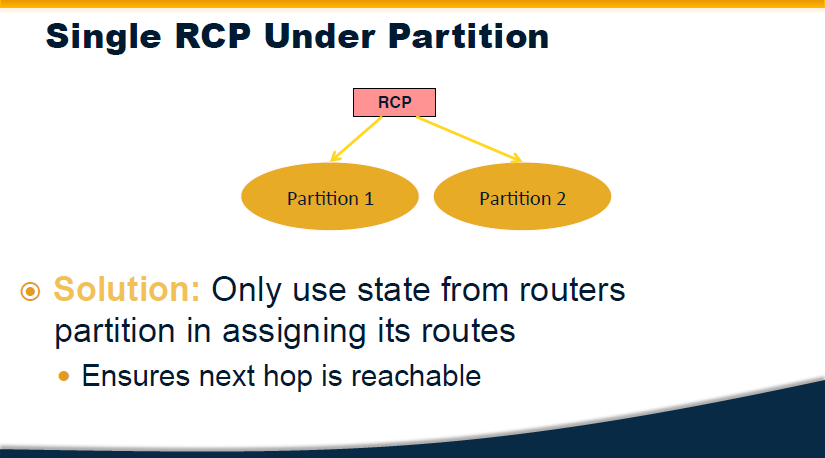 Single RCP Under Partition
RCP
Partition 1
Partition 2
Solution: Only use state from routers
partition in assigning its routes
Ensures next hop is reachable